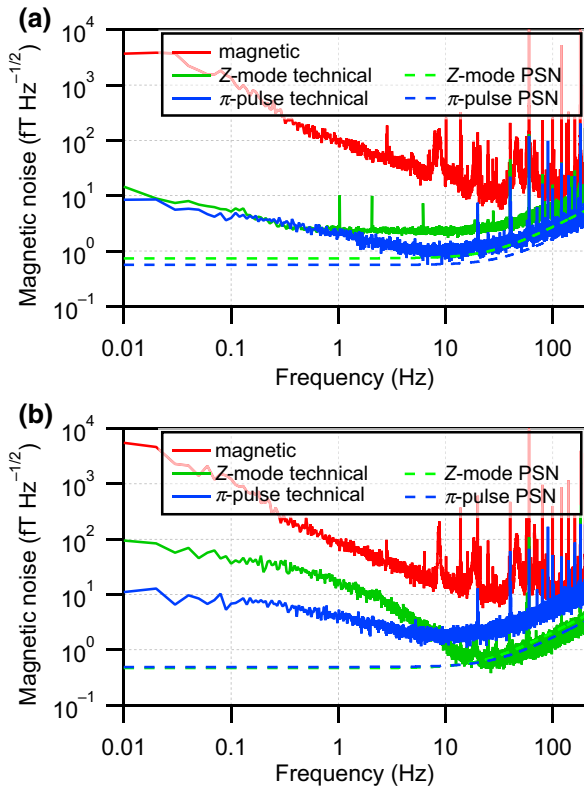 (a)
10^4
10^3
10^2
10^1
10^0
10^−1
Magnetic noise (fT Hz^−1/2)
magnetic
Z-mode technical
Z-mode PSN
π-pulse technical
π-pulse PSN
0.01 0.1 1 10 100
Frequency (Hz)
(b)
10^4
10^3
10^2
10^1
10^0
10^−1
Magnetic noise (fT Hz^−1/2)
magnetic
Z-mode technical
Z-mode PSN
π-pulse technical
π-pulse PSN
0.01 0.1 1 10 100
Frequency (Hz)